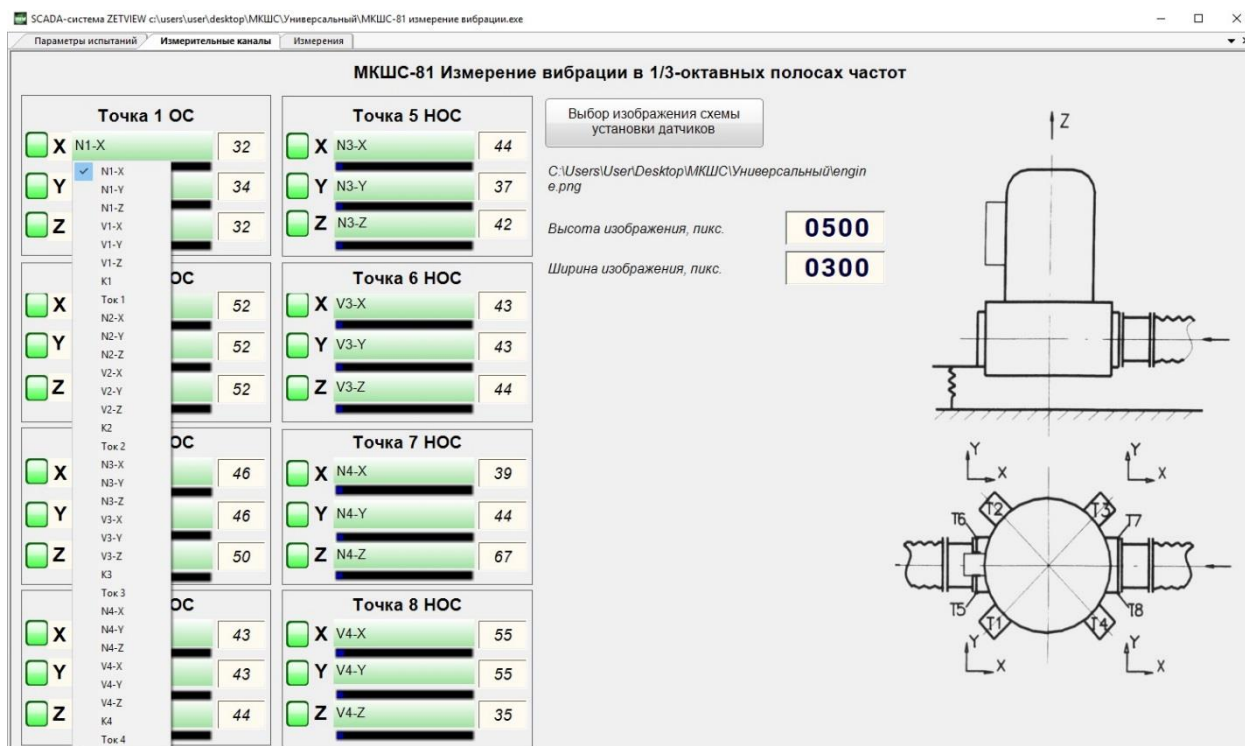 SCADA-система ZETVIEW c:\users\user\desktop\МКШС\Универсальный\МКШС-81 измерение вибрации.exe
Параметры испытаний Измерительные каналы Измерения
МКШС-81 Измерение вибрации в 1/3-октавных полосах частот
Точка 1 ОС
X N1-X 32
Y 34
Z 32
N1-X
N1-Y
N1-Z
V1-X
V1-Y
V1-Z
K1
Ток 1
N2-X
N2-Y
N2-Z
V2-X
V2-Y
V2-Z
K2
Ток 2
N3-X
N3-Y
N3-Z
V3-X
V3-Y
V3-Z
K3
Ток 3
N4-X
N4-Y
N4-Z
V4-X
V4-Y
V4-Z
K4
Ток 4
ОС
X 52
Y 52
Z 52
ОС
X 46
Y 46
Z 50
ОС
X 43
Y 43
Z 44
Точка 5 НОС
X N3-X 44
Y N3-Y 37
Z N3-Z 42
Точка 6 НОС
X V3-X 43
Y V3-Y 43
Z V3-Z 44
Точка 7 НОС
X N4-X 39
Y N4-Y 44
Z N4-Z 67
Точка 8 НОС
X V4-X 55
Y V4-Y 55
Z V4-Z 35
Выбор изображения схемы
установки датчиков
C:\Users\User\Desktop\МКШС\Универсальный\engin
e.png
Высота изображения, пикс. 0500
Ширина изображения, пикс. 0300
Z
Y Y
X X
T2 T3
T6 T7
T5 T8
T1 T4
Y Y
X X